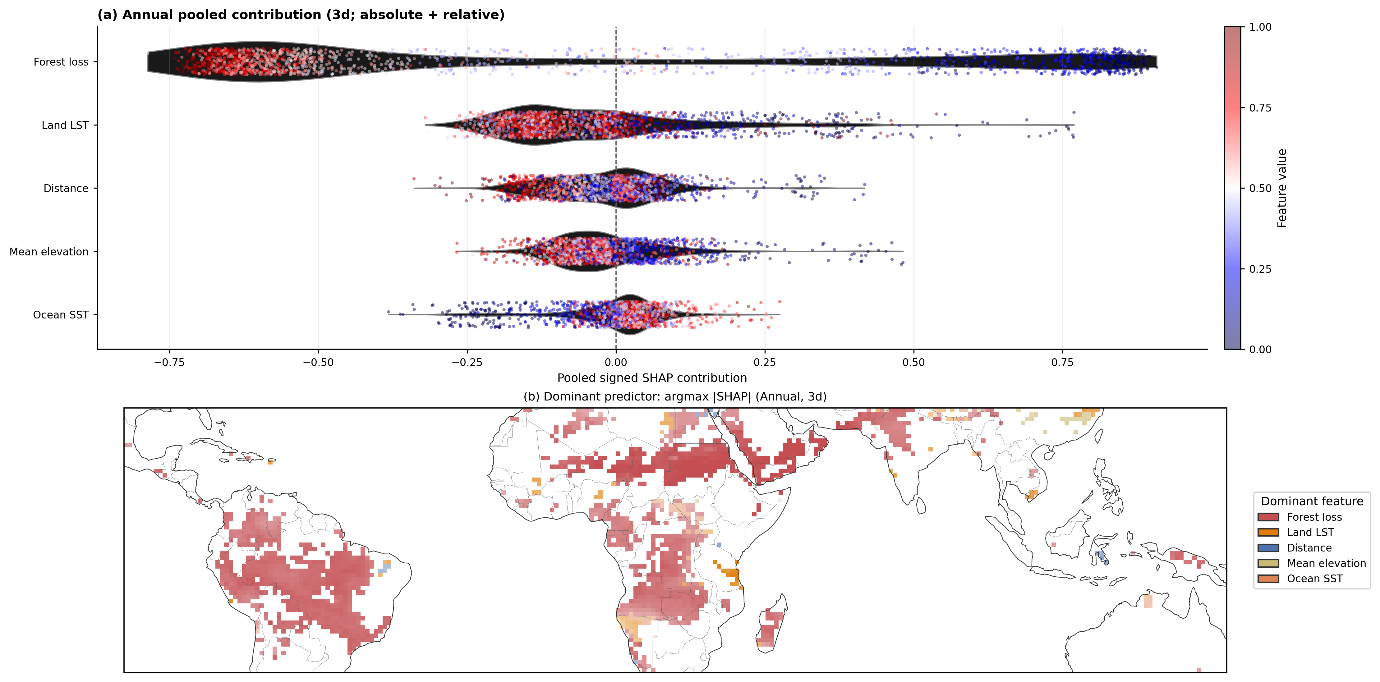 (a) Annual pooled contribution (3d; absolute + relative)
Forest loss
Land LST
Distance
Mean elevation
Ocean SST
−0.75
−0.50
−0.25
0.00
0.25
0.50
0.75
Pooled signed SHAP contribution
1.00
0.75
0.50
0.25
0.00
Feature value
(b) Dominant predictor: argmax |SHAP| (Annual, 3d)
Dominant feature
Forest loss
Land LST
Distance
Mean elevation
Ocean SST